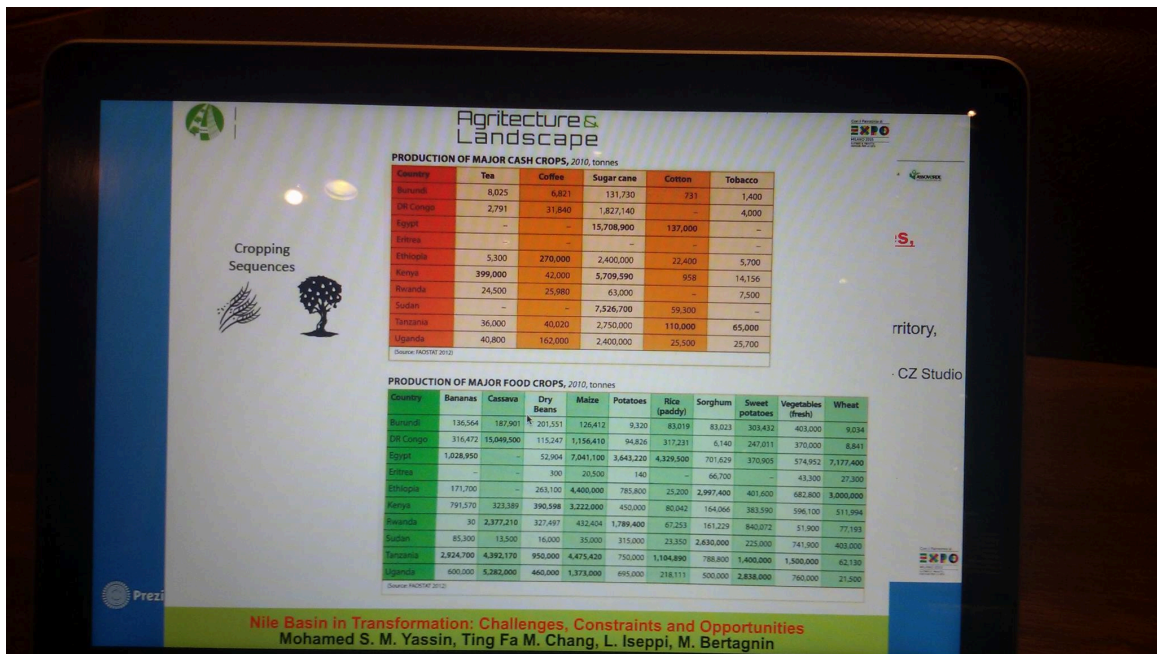 Agritecture &
Landscape
EXPO
PRODUCTION OF MAJOR CASH CROPS, 2010, tonnes
Country Tea Coffee Sugar cane Cotton Tobacco
Burundi 8,025 6,821 131,730 731 1,400
DR Congo 2,791 31,840 1,827,140 – 4,000
Egypt – – 15,708,900 137,000 –
Eritrea – – – – –
Ethiopia 5,300 270,000 2,400,000 22,400 5,700
Kenya 399,000 42,000 5,709,590 958 14,156
Rwanda 24,500 25,980 63,000 – 7,500
Sudan – – 7,526,700 59,300 –
Tanzania 36,000 40,020 2,750,000 110,000 65,000
Uganda 40,800 162,000 2,400,000 25,500 25,700
(Source: FAOSTAT 2012)
Cropping
Sequences
s,
rritory,
- CZ Studio
PRODUCTION OF MAJOR FOOD CROPS, 2010, tonnes
Country Bananas Cassava Dry Beans Maize Potatoes Rice (paddy) Sorghum Sweet potatoes Vegetables (fresh) Wheat
Burundi 136,564 187,901 201,551 126,412 9,320 83,019 83,023 303,432 403,000 9,034
DR Congo 316,472 15,049,500 115,247 1,156,410 94,826 317,231 6,140 247,011 370,000 8,841
Egypt 1,028,950 – 52,904 7,041,100 3,643,220 4,329,500 701,629 370,905 574,952 7,177,400
Eritrea – – 300 20,500 140 66,700 – 43,300 27,300
Ethiopia 171,700 – 263,100 4,400,000 785,800 25,200 2,997,400 401,600 682,800 3,000,000
Kenya 791,570 323,389 390,598 3,222,000 450,000 80,042 164,066 383,590 596,100 511,994
Rwanda 30 2,377,210 327,497 432,404 1,789,400 67,253 161,229 840,072 51,900 77,193
Sudan 85,300 13,500 16,000 35,000 315,000 23,350 2,630,000 225,000 741,900 403,000
Tanzania 2,924,700 4,392,170 950,000 4,475,420 750,000 1,104,890 788,800 1,400,000 1,500,000 62,130
Uganda 600,000 5,282,000 460,000 1,373,000 695,000 218,111 500,000 2,838,000 760,000 21,500
(Source: FAOSTAT 2012)
EXPO
Prezi
Nile Basin in Transformation: Challenges, Constraints and Opportunities
Mohamed S. M. Yassin, Ting Fa M. Chang, L. Iseppi, M. Bertagnin